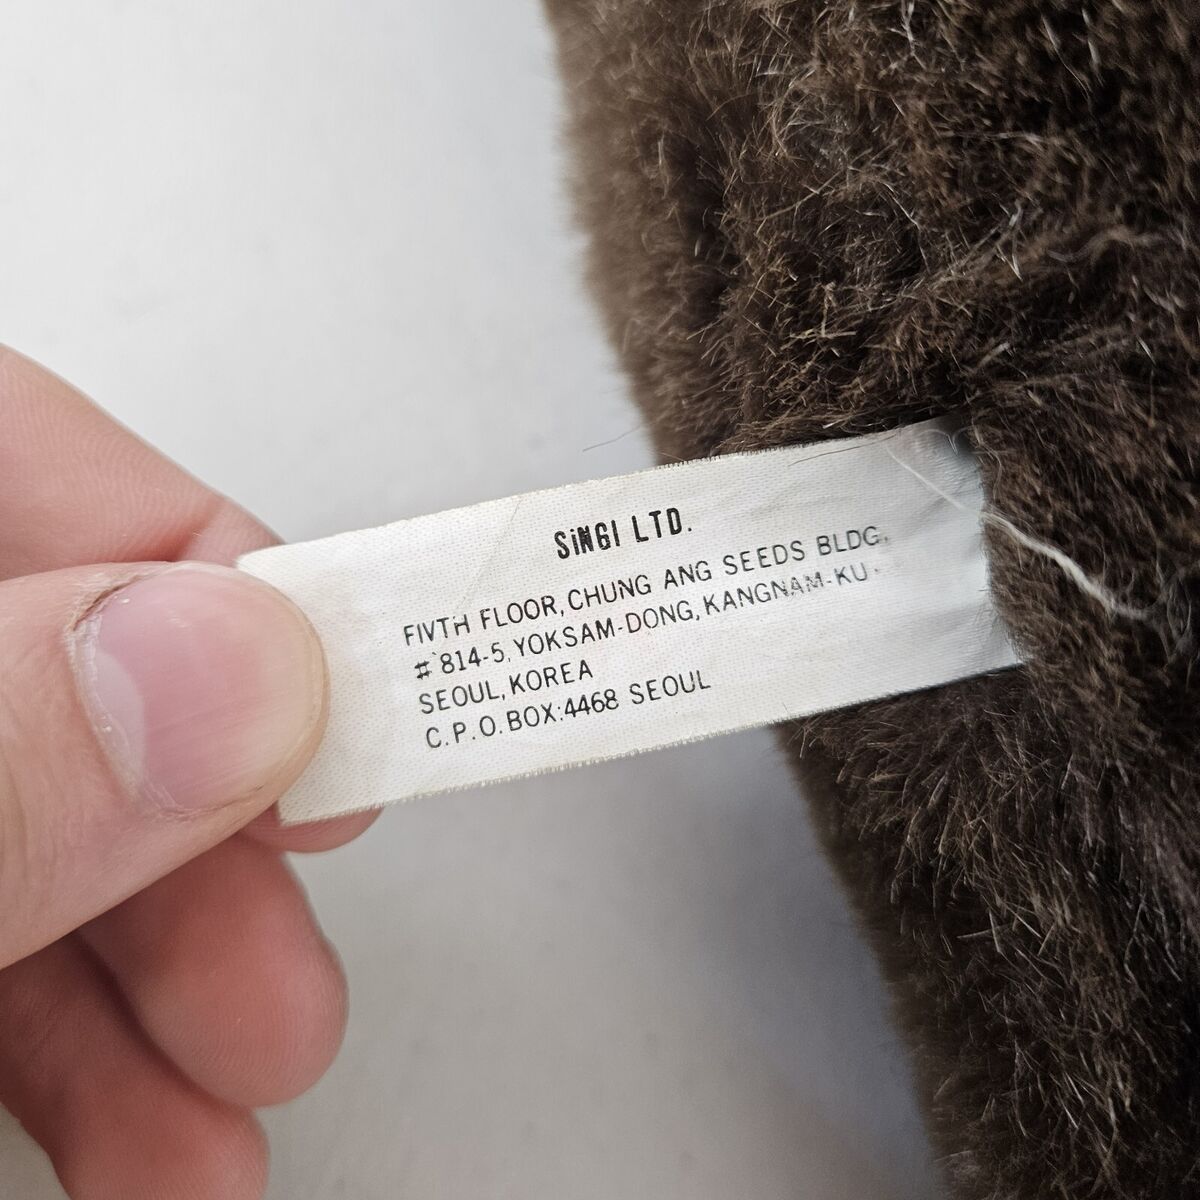 SiNGI LTD.
FIVTH FLOOR, CHUNG ANG SEEDS BLDG.
# 814-5, YOKSAM-DONG, KANGNAM-KU.
SEOUL, KOREA
C.P.O. BOX:4468 SEOUL